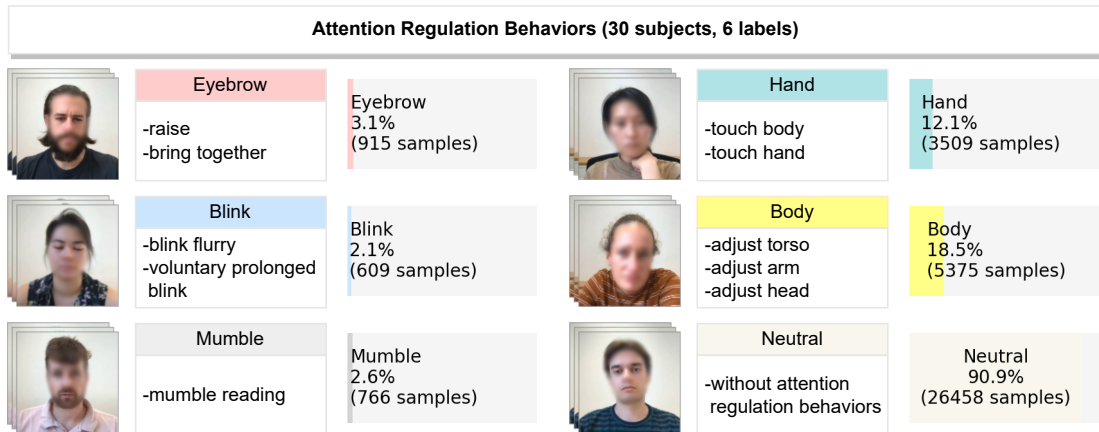 Attention Regulation Behaviors (30 subjects, 6 labels)
Eyebrow
-raise
-bring together
Eyebrow
3.1%
(915 samples)
Hand
-touch body
-touch hand
Hand
12.1%
(3509 samples)
Blink
-blink flurry
-voluntary prolonged
blink
Blink
2.1%
(609 samples)
Body
-adjust torso
-adjust arm
-adjust head
Body
18.5%
(5375 samples)
Mumble
-mumble reading
Mumble
2.6%
(766 samples)
Neutral
-without attention
regulation behaviors
Neutral
90.9%
(26458 samples)